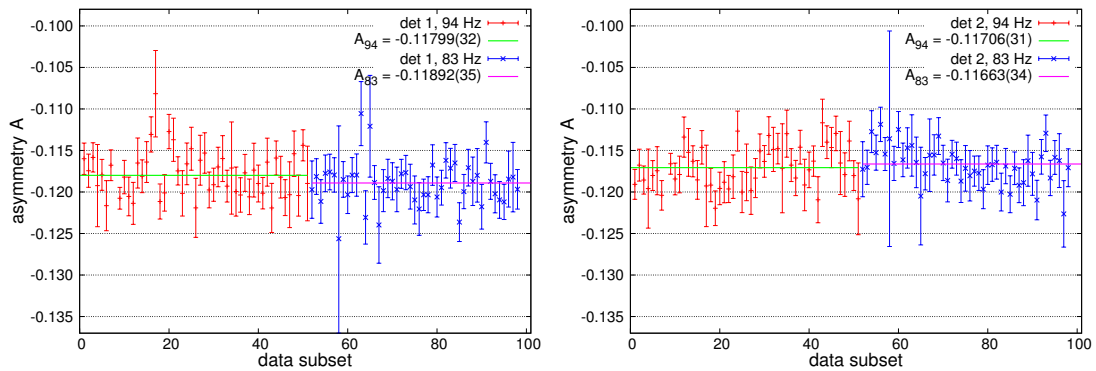 -0.100
-0.105
-0.110
-0.115
-0.120
-0.125
-0.130
-0.135
asymmetry A
0 20 40 60 80 100
data subset
det 1, 94 Hz
A94 = -0.11799(32)
det 1, 83 Hz
A83 = -0.11892(35)
-0.100
-0.105
-0.110
-0.115
-0.120
-0.125
-0.130
-0.135
asymmetry A
0 20 40 60 80 100
data subset
det 2, 94 Hz
A94 = -0.11706(31)
det 2, 83 Hz
A83 = -0.11663(34)